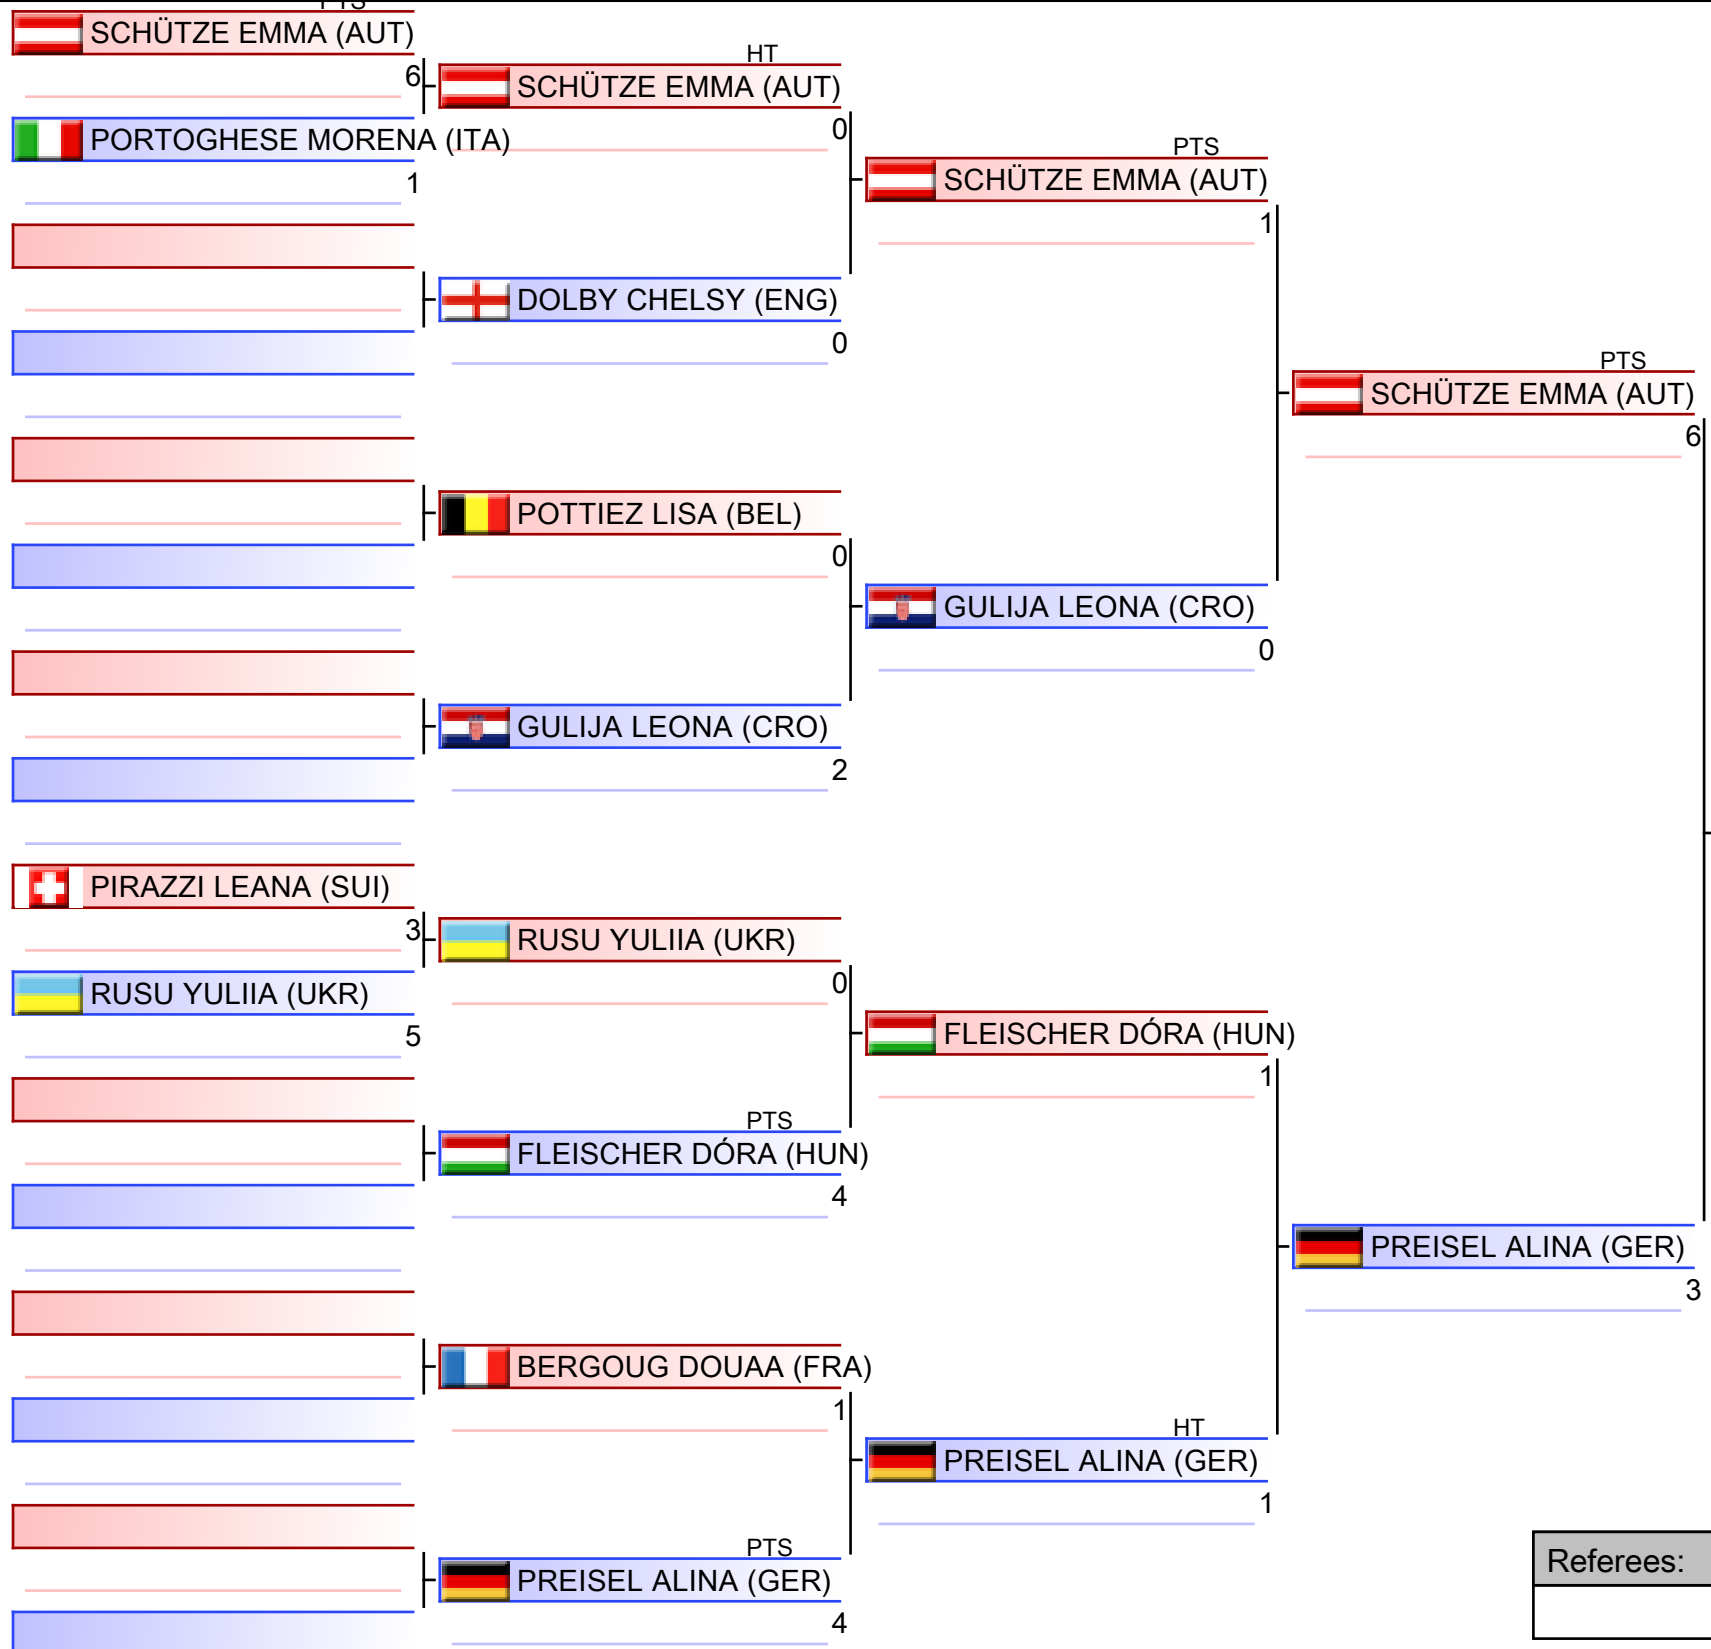 PTS
SCHÜTZE EMMA (AUT)
6
PORTOGHESE MORENA (ITA)
1
PIRAZZI LEANA (SUI)
3
RUSU YULIIA (UKR)
5
HT
SCHÜTZE EMMA (AUT)
0
DOLBY CHELSY (ENG)
0
POTTIEZ LISA (BEL)
0
GULIJA LEONA (CRO)
2
RUSU YULIIA (UKR)
0
PTS
FLEISCHER DÓRA (HUN)
4
BERGOUG DOUAA (FRA)
1
PTS
PREISEL ALINA (GER)
4
PTS
SCHÜTZE EMMA (AUT)
1
GULIJA LEONA (CRO)
0
FLEISCHER DÓRA (HUN)
1
HT
PREISEL ALINA (GER)
1
PTS
SCHÜTZE EMMA (AUT)
6
PREISEL ALINA (GER)
3
Referees: